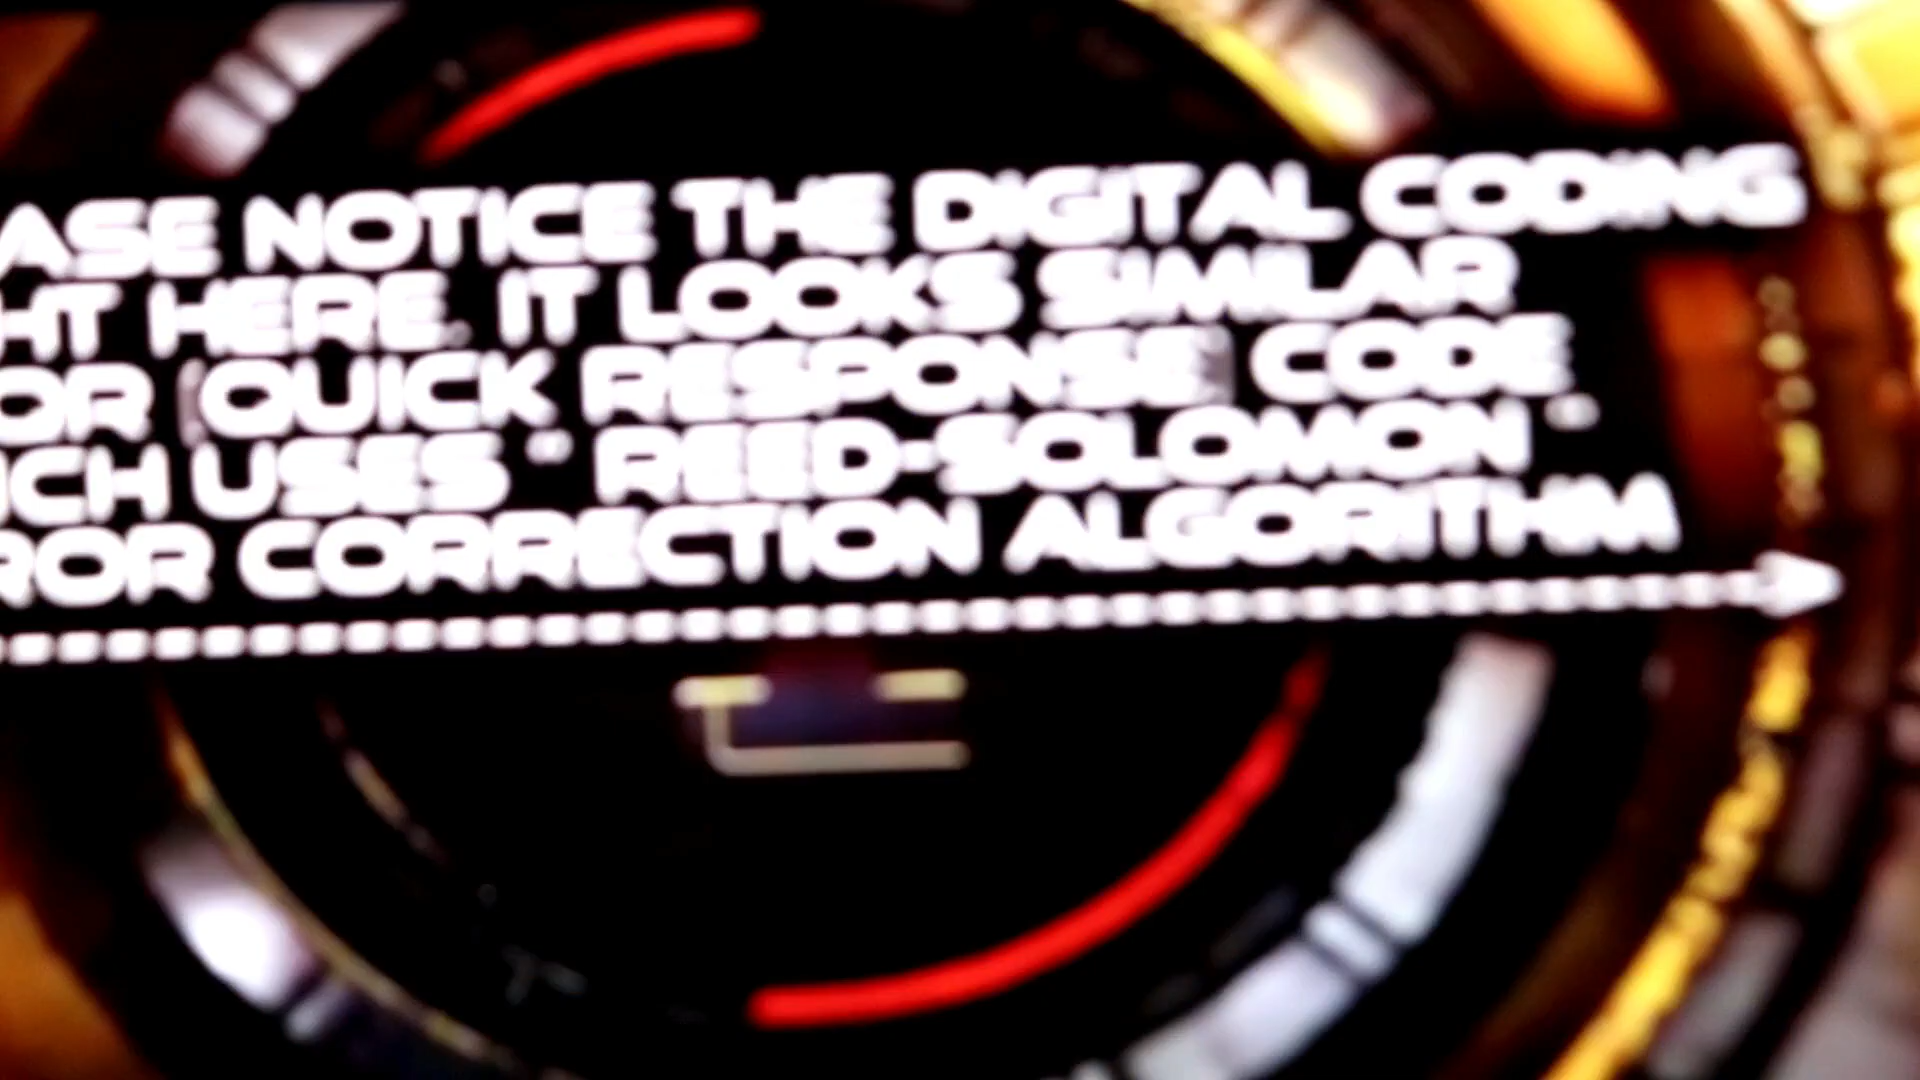 ASE NOTICE THE DIGITAL CODING
HT HERE. IT LOOKS SIMILAR
OR [QUICK RESPONSE] CODE
ICH USES " REED-SOLOMON "
ROR CORRECTION ALGORITHM